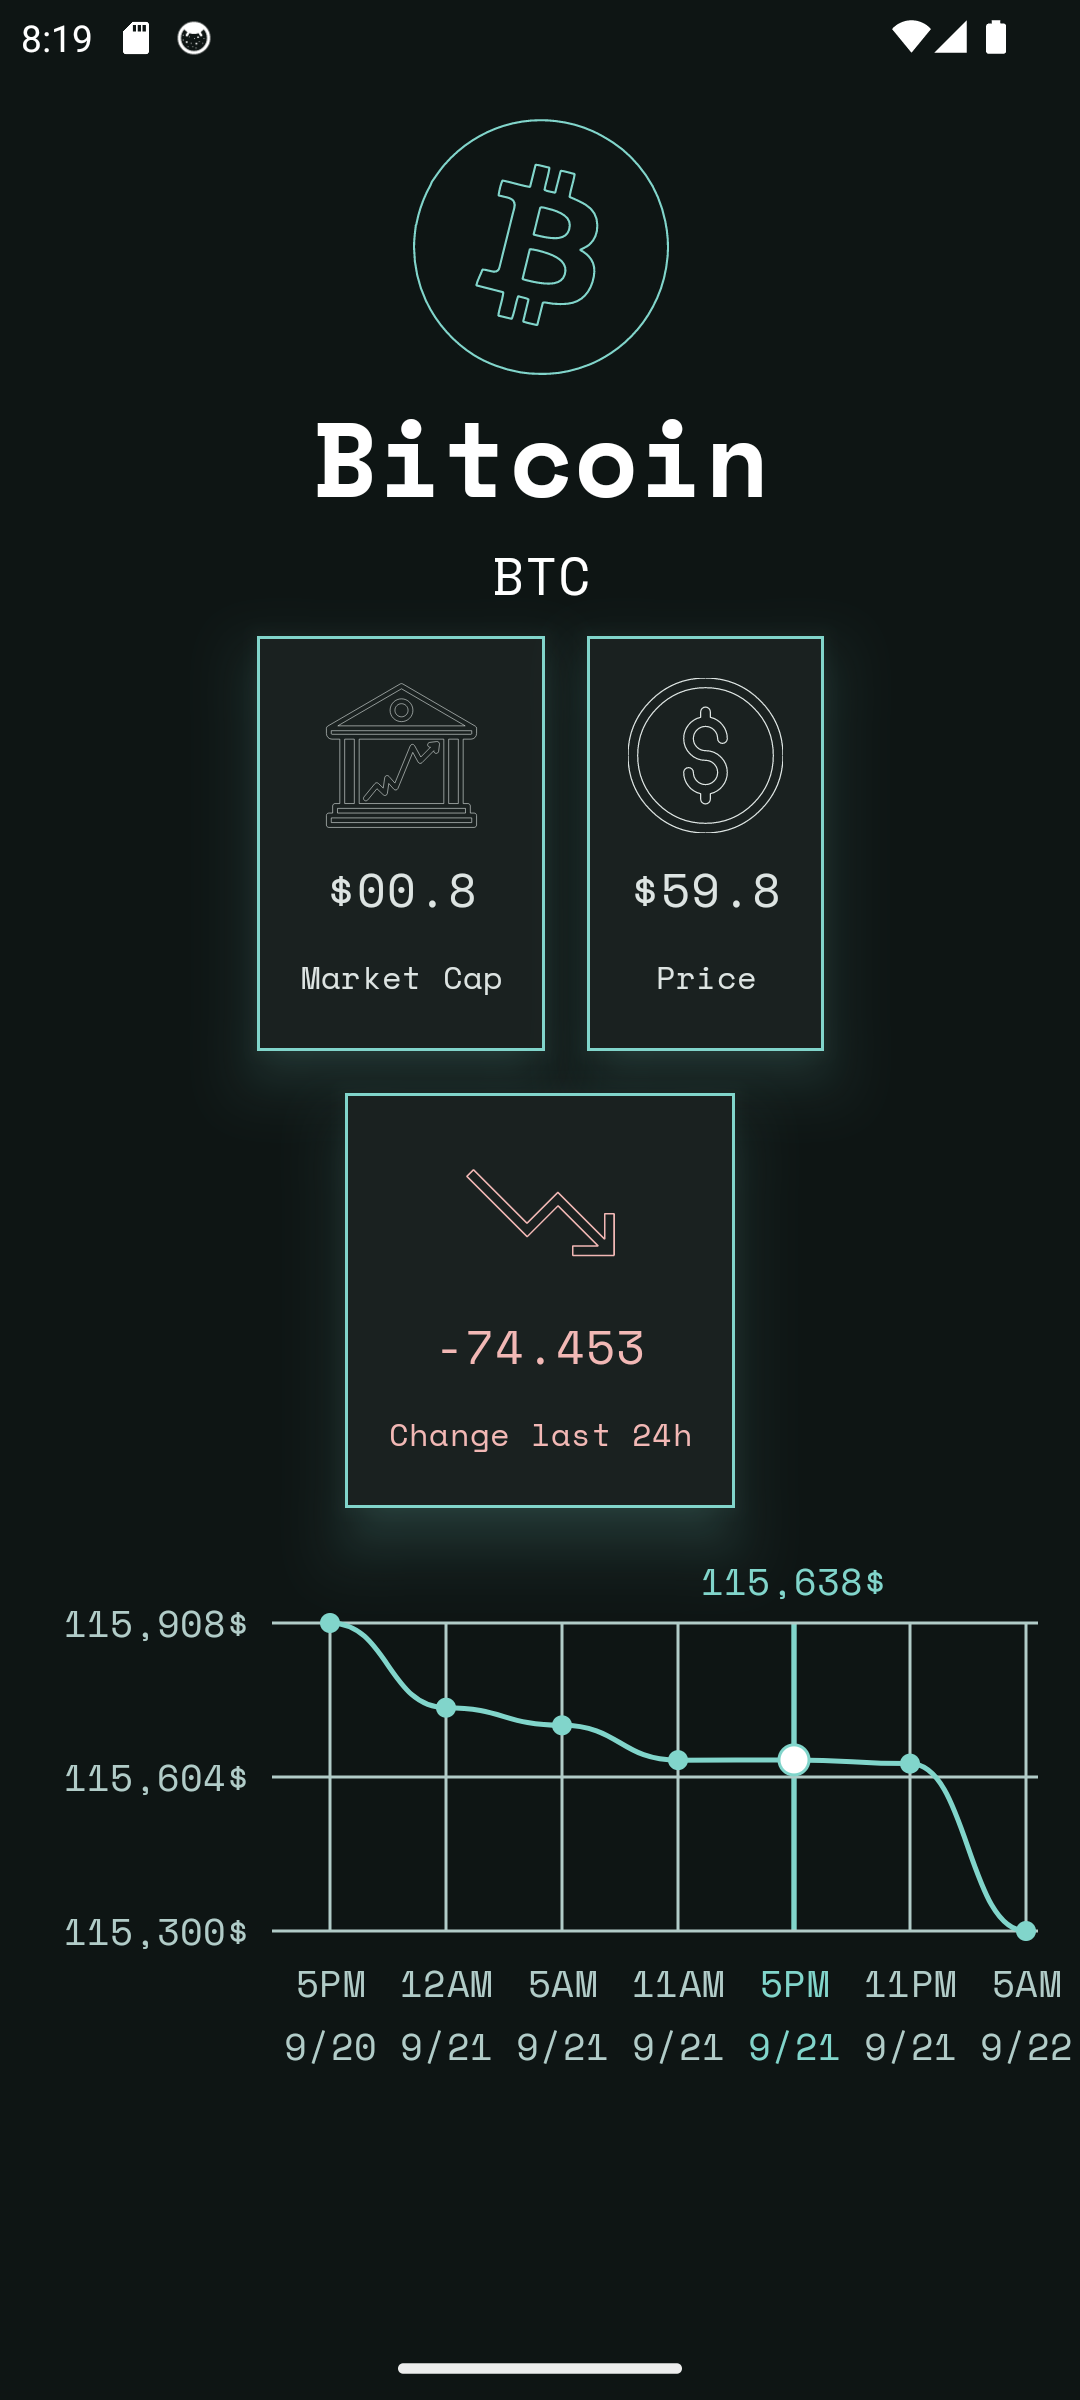 8:19
Bitcoin
BTC
$00.8
$59.8
Market Cap
Price
-74.453
Change last 24h
115,638$
115,908$
115,604$
115,300$
5PM 12AM 5AM 11AM 5PM 11PM 5AM
9/20 9/21 9/21 9/21 9/21 9/21 9/22